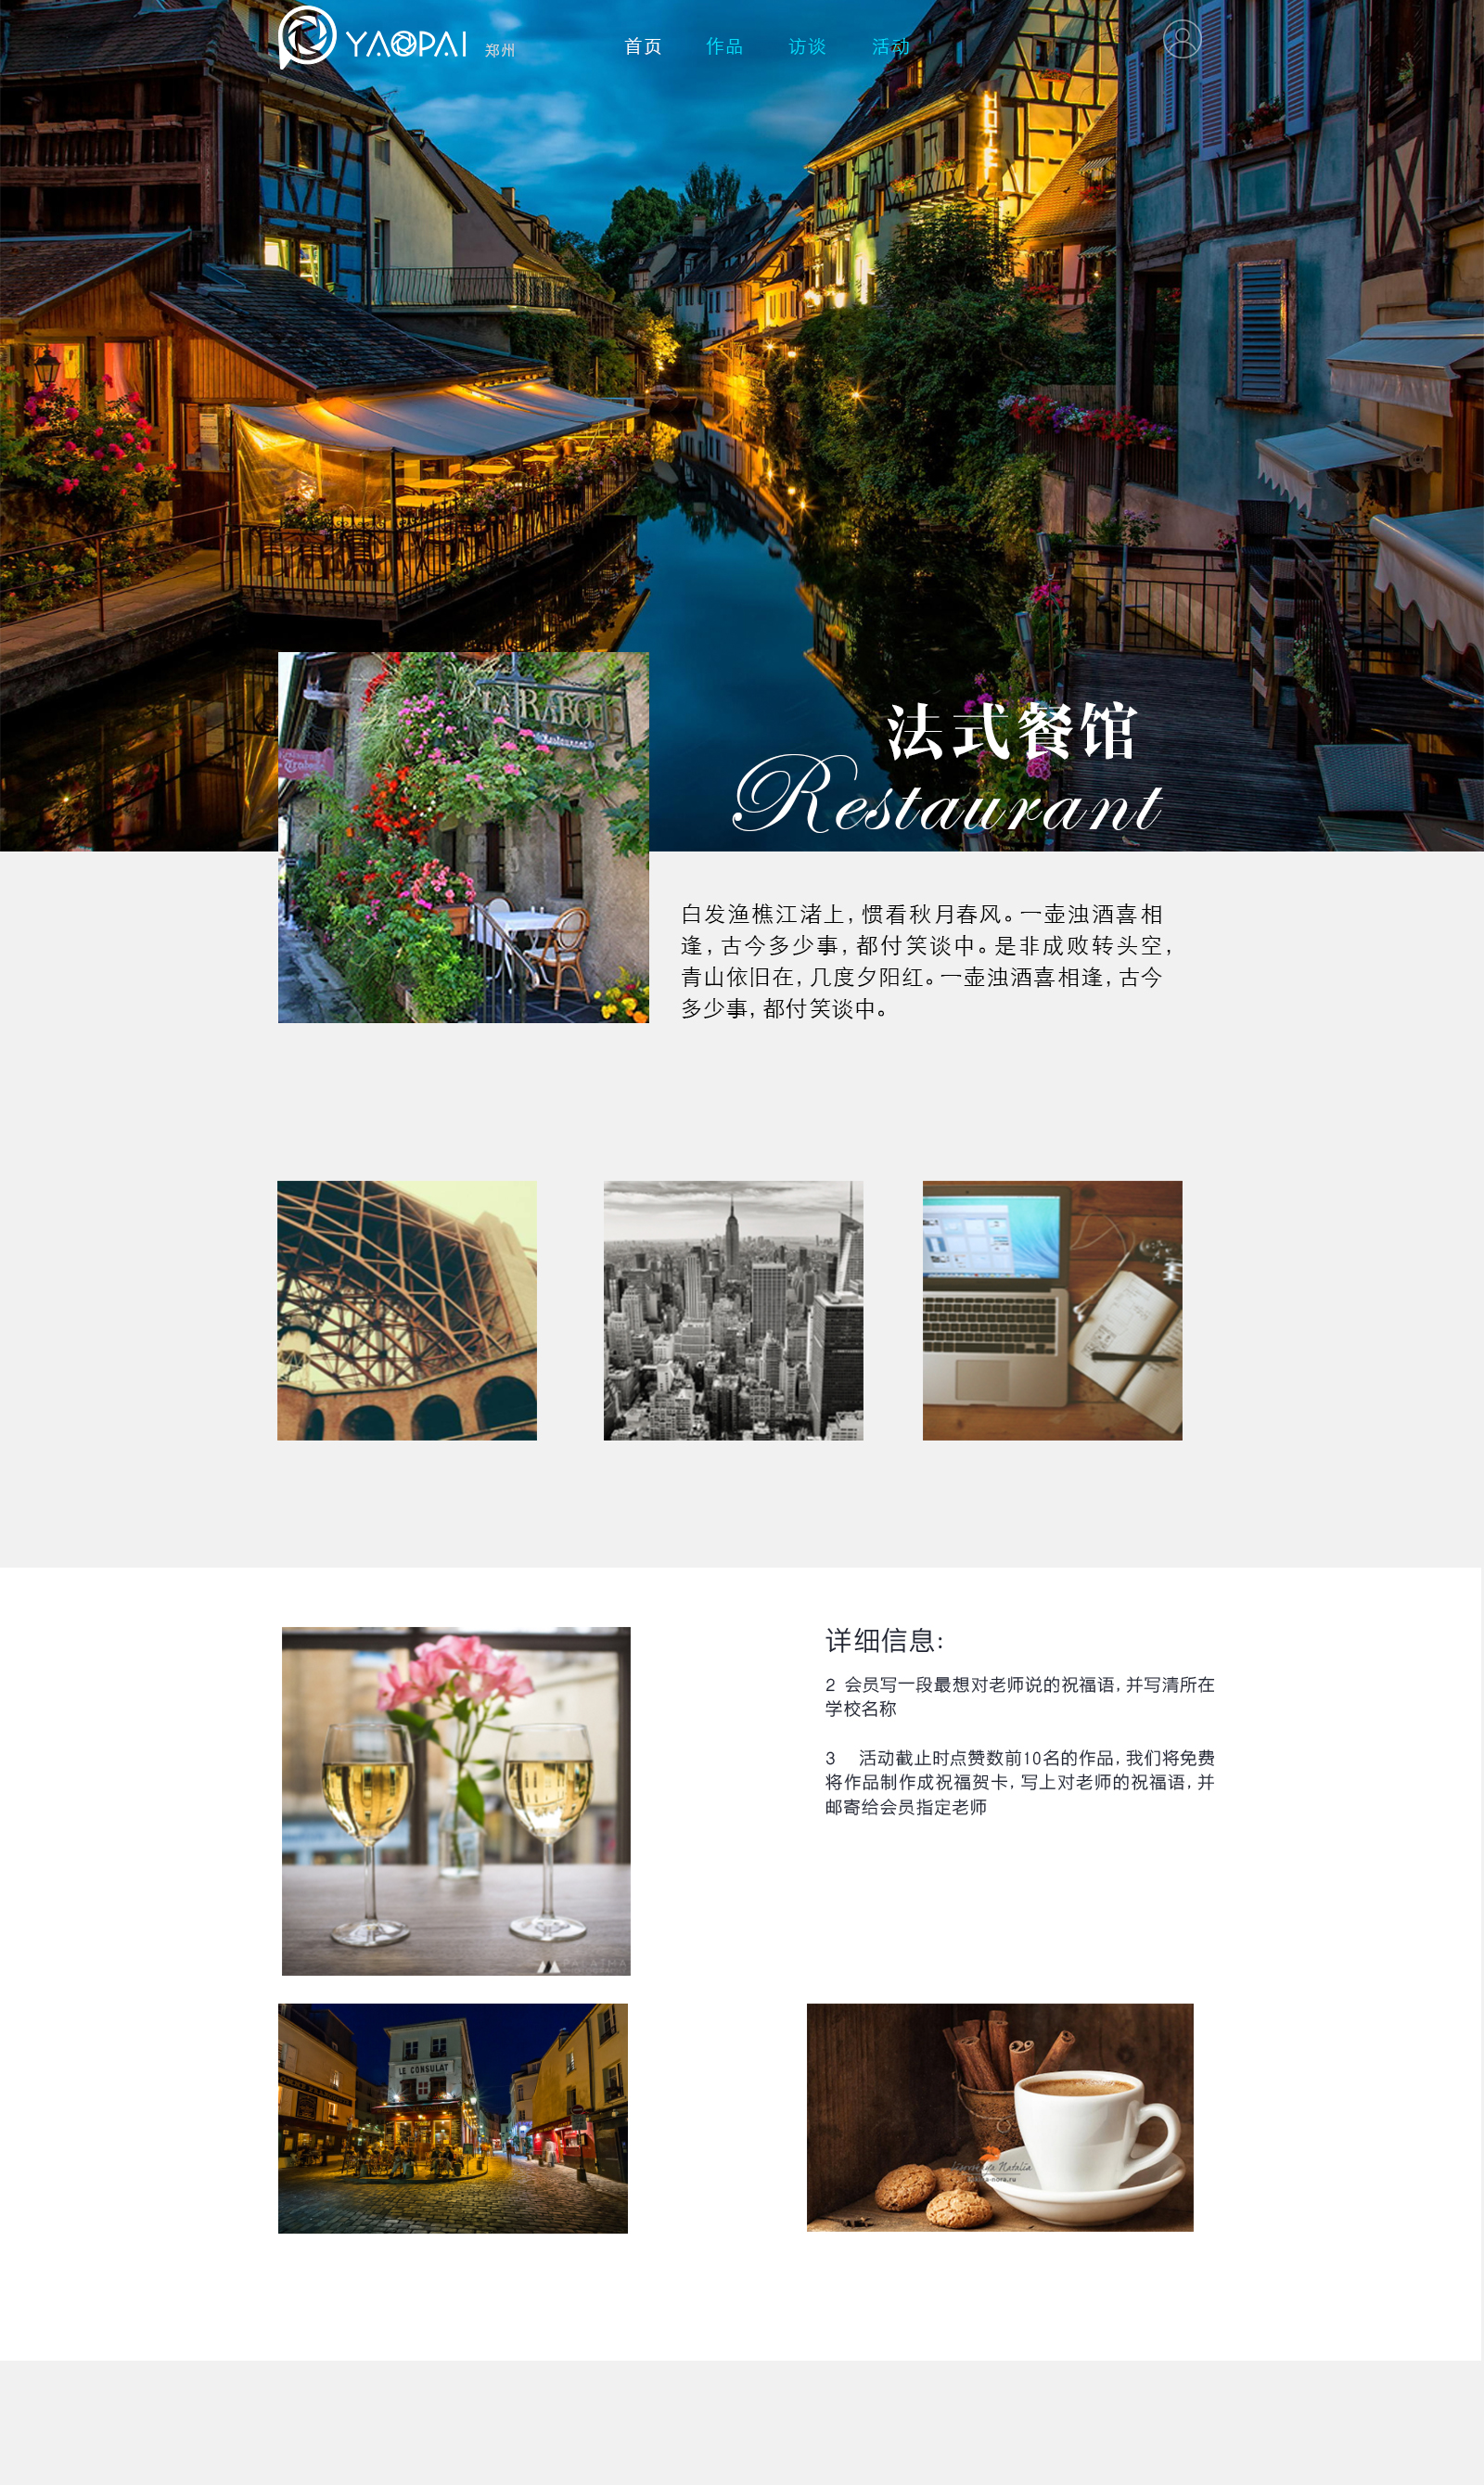 YAOPAI 郑州 首页 作品 访谈 活动
HOTEL
LA RABQUE
Restaurant
法式餐馆
Restaurant
白发渔樵江渚上，惯看秋月春风。一壶浊酒喜相
逢，古今多少事，都付笑谈中。是非成败转头空，
青山依旧在，几度夕阳红。一壶浊酒喜相逢，古今
多少事，都付笑谈中。
详细信息：
2 会员写一段最想对老师说的祝福语，并写清所在
学校名称
3 活动截止时点赞数前10名的作品，我们将免费
将作品制作成祝福贺卡，写上对老师的祝福语，并
邮寄给会员指定老师
LE CONSULAT
Natalia